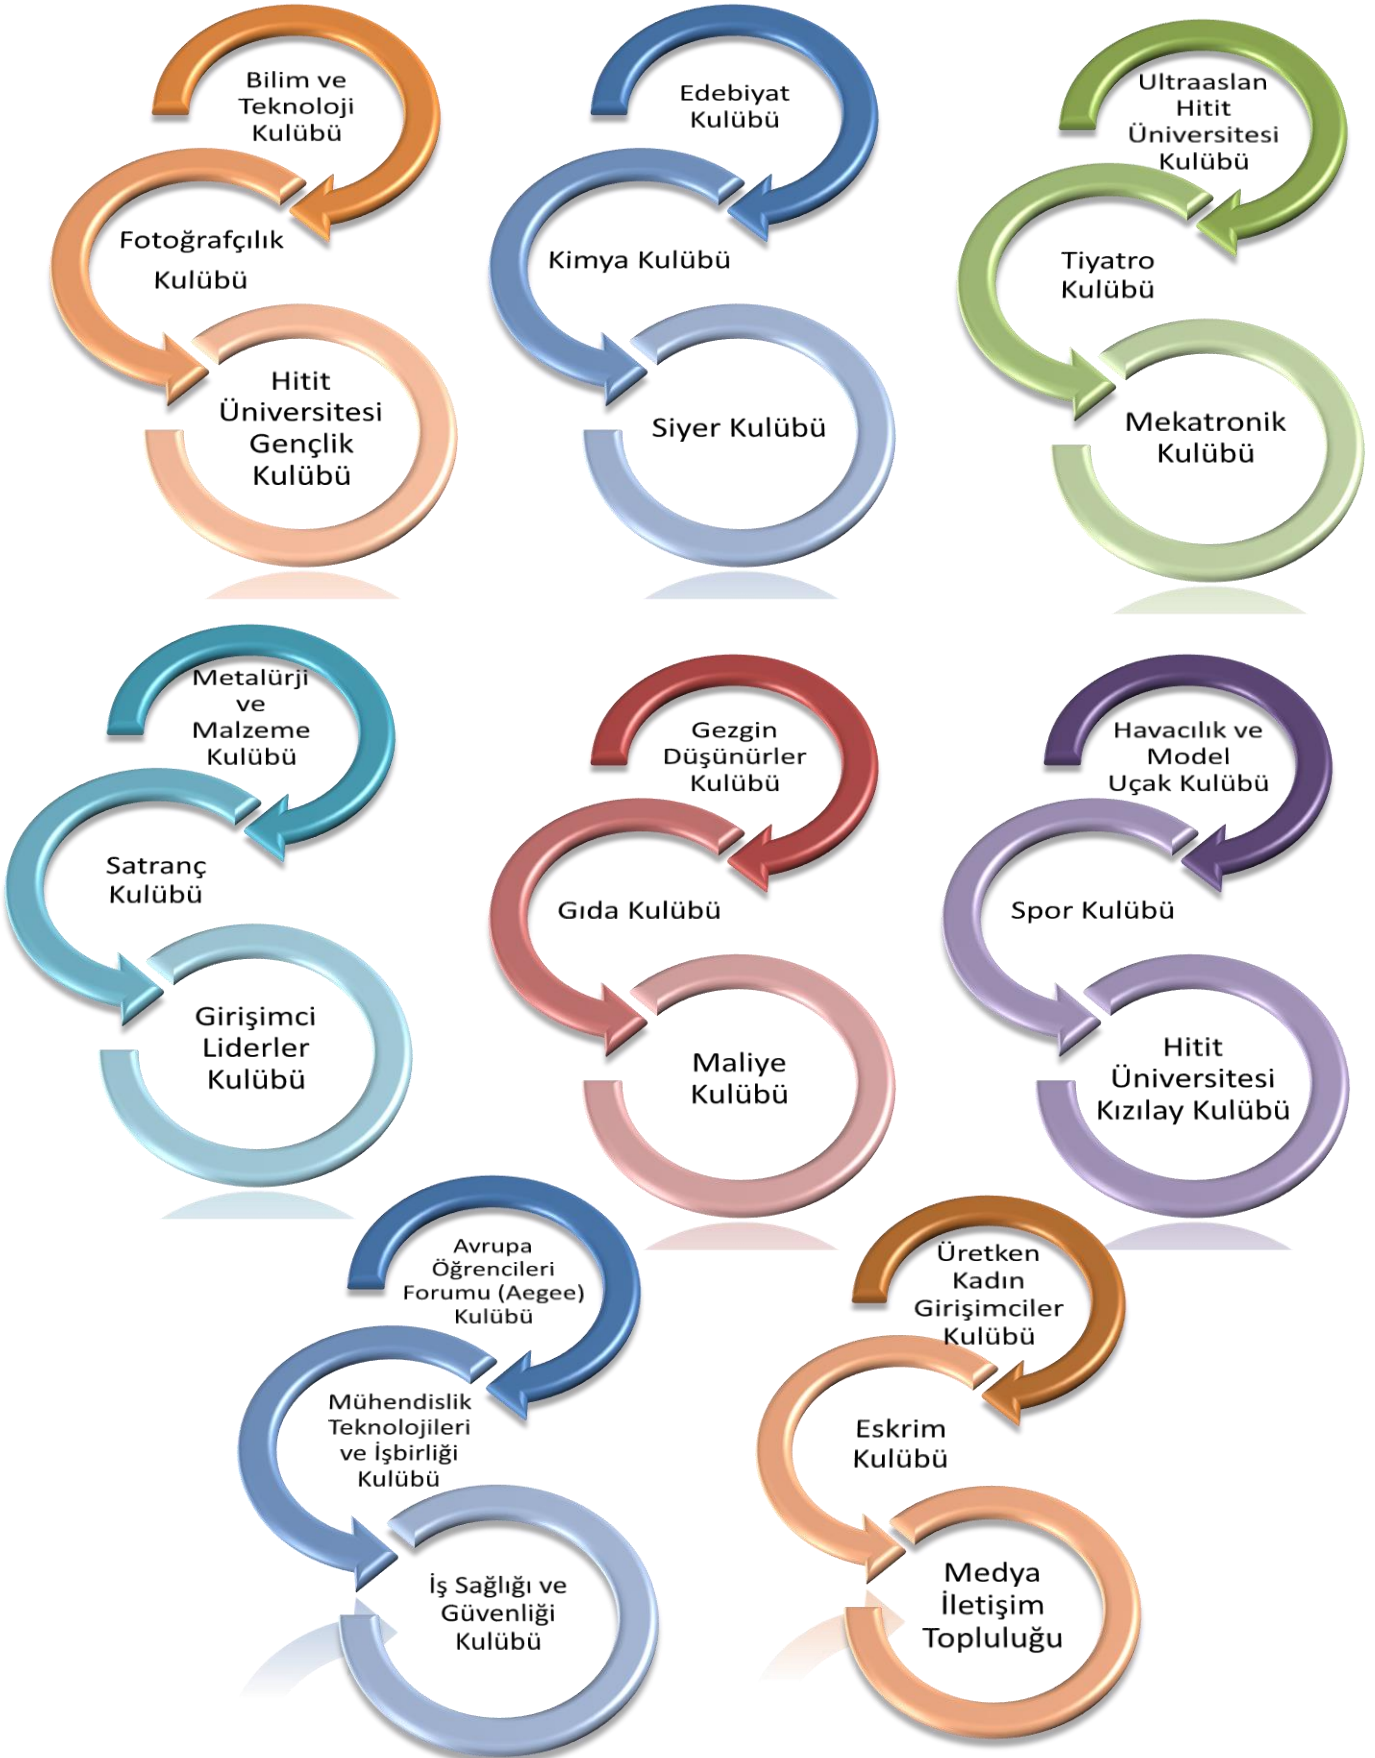 Bilim ve
Teknoloji
Kulübü
Fotoğrafçılık
Kulübü
Hitit
Üniversitesi
Gençlik
Kulübü
Edebiyat
Kulübü
Kimya Kulübü
Siyer Kulübü
Ultraaslan
Hitit
Üniversitesi
Kulübü
Tiyatro
Kulübü
Mekatronik
Kulübü
Metalürji
ve
Malzeme
Kulübü
Satranç
Kulübü
Girişimci
Liderler
Kulübü
Gezgin
Düşünürler
Kulübü
Gıda Kulübü
Maliye
Kulübü
Havacılık ve
Model
Uçak Kulübü
Spor Kulübü
Hitit
Üniversitesi
Kızılay Kulübü
Avrupa
Öğrencileri
Forumu (Aegee)
Kulübü
Mühendislik
Teknolojileri
ve İşbirliği
Kulübü
İş Sağlığı ve
Güvenliği
Kulübü
Üretken
Kadın
Girişimciler
Kulübü
Eskrim
Kulübü
Medya
İletişim
Topluluğu